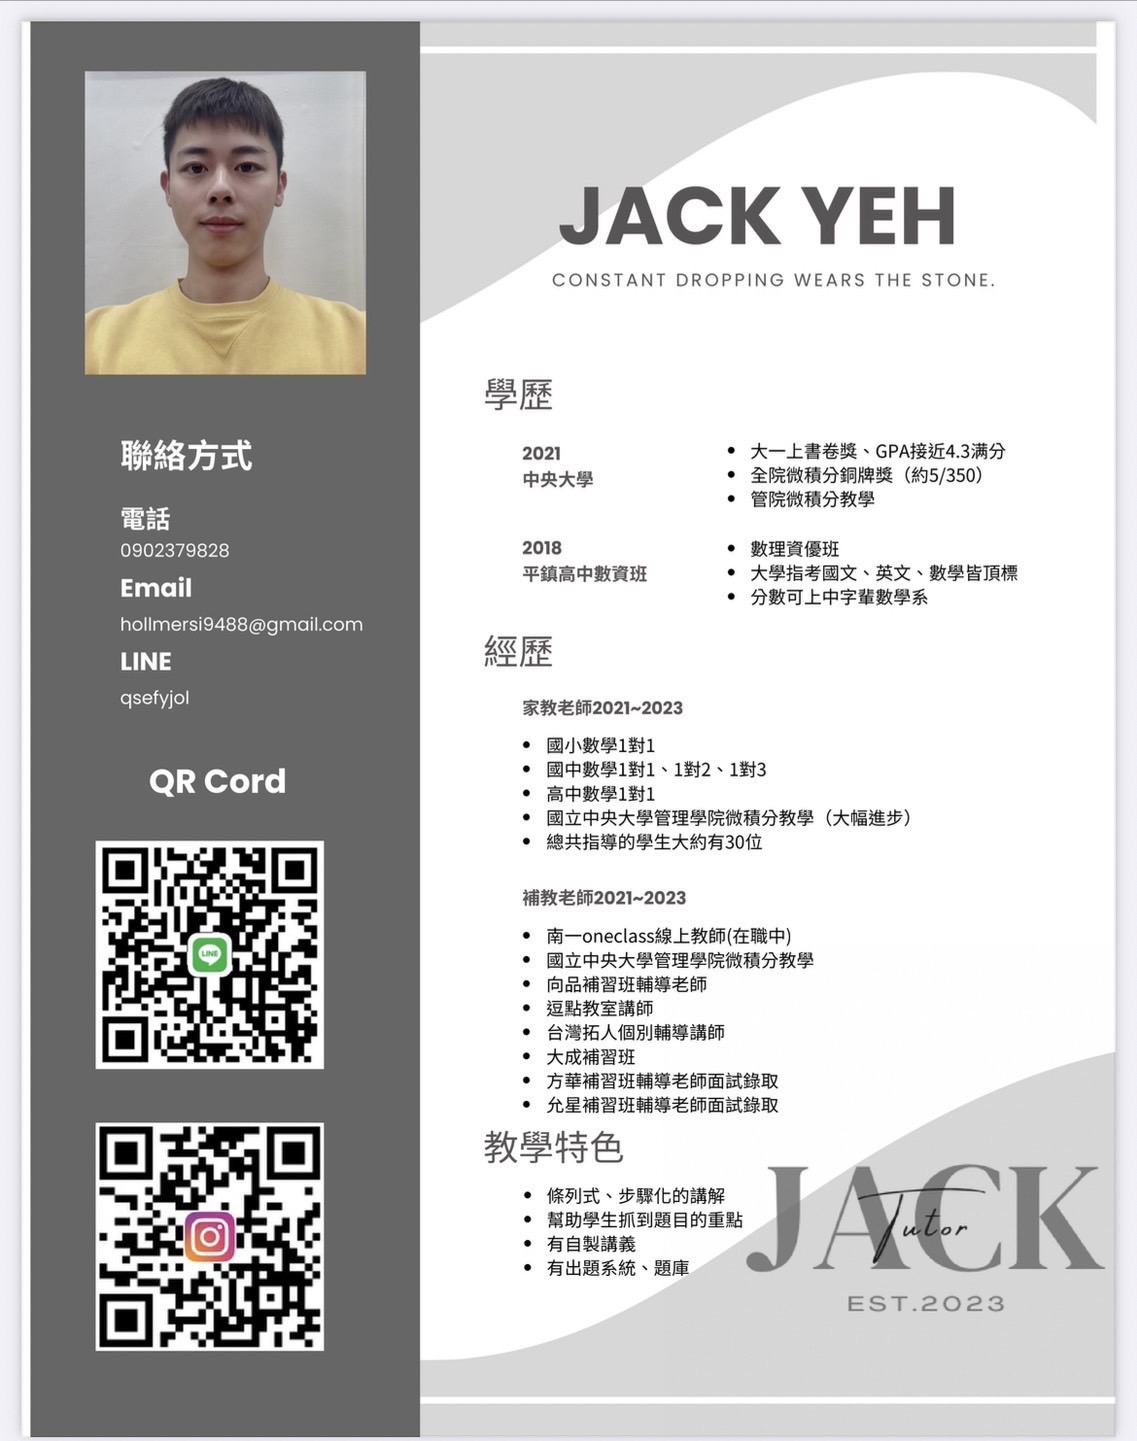 JACK YEH
CONSTANT DROPPING WEARS THE STONE.
聯絡方式
電話
0902379828
Email
hollmersi9488@gmail.com
LINE
qsefyjol
QR Cord
LINE
學歷
2021
中央大學
• 大一上書卷獎、GPA接近4.3满分
• 全院微積分銅牌獎（約5/350）
• 管院微積分教學
2018
平鎮高中數資班
• 數理資優班
• 大學指考國文、英文、數學皆頂標
• 分數可上中字輩數學系
經歷
家教老師2021~2023
• 國小數學1對1
• 國中數學1對1、1對2、1對3
• 高中數學1對1
• 國立中央大學管理學院微積分教學（大幅進步）
• 總共指導的學生大約有30位
補教老師2021~2023
• 南一oneclass線上教師(在職中)
• 國立中央大學管理學院微積分教學
• 向品補習班輔導老師
• 逗點教室講師
• 台灣拓人個別輔導講師
• 大成補習班
• 方華補習班輔導老師面試錄取
• 允星補習班輔導老師面試錄取
教學特色
• 條列式、步驟化的講解
• 幫助學生抓到題目的重點
• 有自製講義
• 有出題系統、題庫
JACK
Tutor
EST.2023